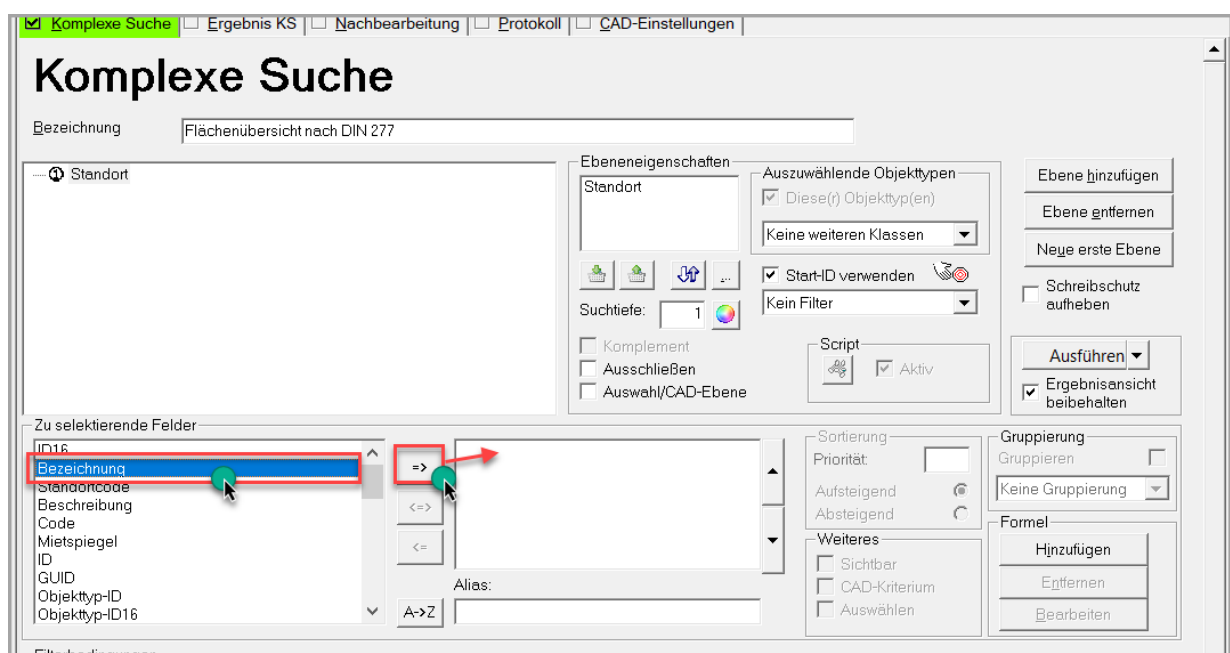 Komplexe Suche Ergebnis KS Nachbearbeitung Protokoll CAD-Einstellungen
Komplexe Suche
Bezeichnung Flächenübersicht nach DIN 277
① Standort
Ebeneneigenschaften
Standort
Auszuwählende Objekttypen
Diese(r) Objekttyp(en)
Keine weiteren Klassen
...
Start-ID verwenden
Suchtiefe: 1
Kein Filter
Komplement
Ausschließen
Auswahl/CAD-Ebene
Script
Aktiv
Ebene hinzufügen
Ebene entfernen
Neue erste Ebene
Schreibschutz
aufheben
Ausführen
Ergebnisansicht
beibehalten
Zu selektierende Felder
ID16
Bezeichnung
Standortcode
Beschreibung
Code
Mietspiegel
ID
GUID
Objekttyp-ID
Objekttyp-ID16
=>
<=>
<=
A->Z
Alias:
Sortierung
Priorität:
Aufsteigend
Absteigend
Weiteres
Sichtbar
CAD-Kriterium
Auswählen
Gruppierung
Gruppieren
Keine Gruppierung
Formel
Hinzufügen
Entfernen
Bearbeiten